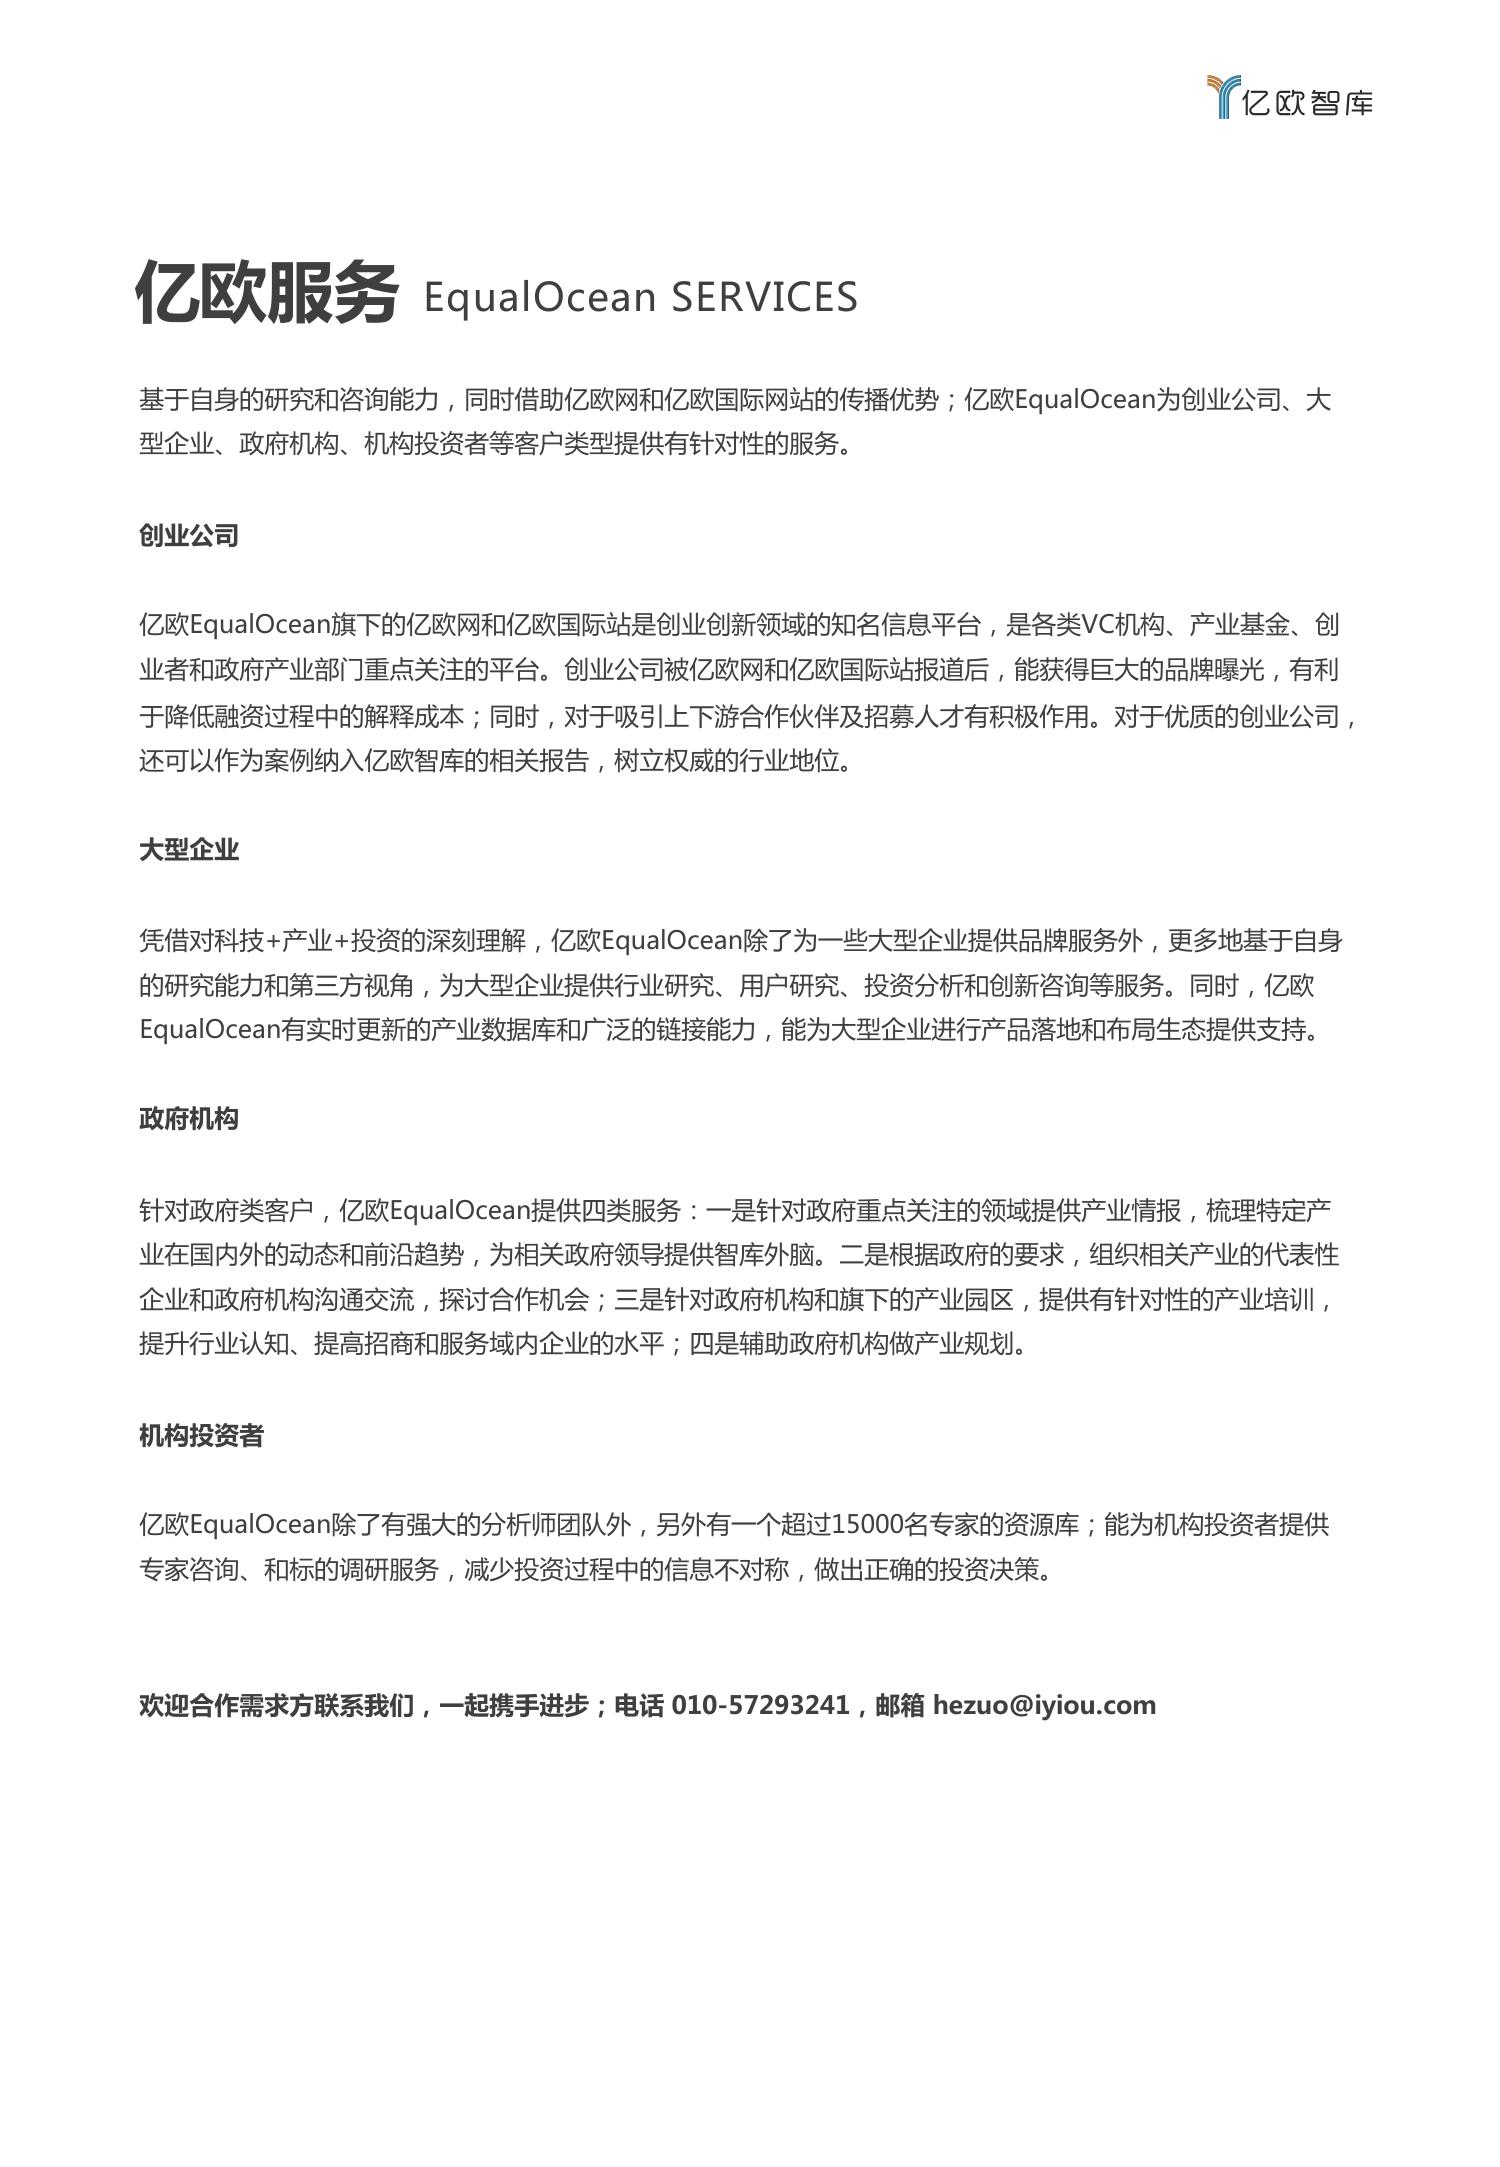 亿欧智库
亿欧服务 EqualOcean SERVICES
基于自身的研究和咨询能力，同时借助亿欧网和亿欧国际网站的传播优势；亿欧EqualOcean为创业公司、大
型企业、政府机构、机构投资者等客户类型提供有针对性的服务。
创业公司
亿欧EqualOcean旗下的亿欧网和亿欧国际站是创业创新领域的知名信息平台，是各类VC机构、产业基金、创
业者和政府产业部门重点关注的平台。创业公司被亿欧网和亿欧国际站报道后，能获得巨大的品牌曝光，有利
于降低融资过程中的解释成本；同时，对于吸引上下游合作伙伴及招募人才有积极作用。对于优质的创业公司，
还可以作为案例纳入亿欧智库的相关报告，树立权威的行业地位。
大型企业
凭借对科技+产业+投资的深刻理解，亿欧EqualOcean除了为一些大型企业提供品牌服务外，更多地基于自身
的研究能力和第三方视角，为大型企业提供行业研究、用户研究、投资分析和创新咨询等服务。同时，亿欧
EqualOcean有实时更新的产业数据库和广泛的链接能力，能为大型企业进行产品落地和布局生态提供支持。
政府机构
针对政府类客户，亿欧EqualOcean提供四类服务：一是针对政府重点关注的领域提供产业情报，梳理特定产
业在国内外的动态和前沿趋势，为相关政府领导提供智库外脑。二是根据政府的要求，组织相关产业的代表性
企业和政府机构沟通交流，探讨合作机会；三是针对政府机构和旗下的产业园区，提供有针对性的产业培训，
提升行业认知、提高招商和服务域内企业的水平；四是辅助政府机构做产业规划。
机构投资者
亿欧EqualOcean除了有强大的分析师团队外，另外有一个超过15000名专家的资源库；能为机构投资者提供
专家咨询、和标的调研服务，减少投资过程中的信息不对称，做出正确的投资决策。
欢迎合作需求方联系我们，一起携手进步；电话 010-57293241，邮箱 hezuo@iyiou.com